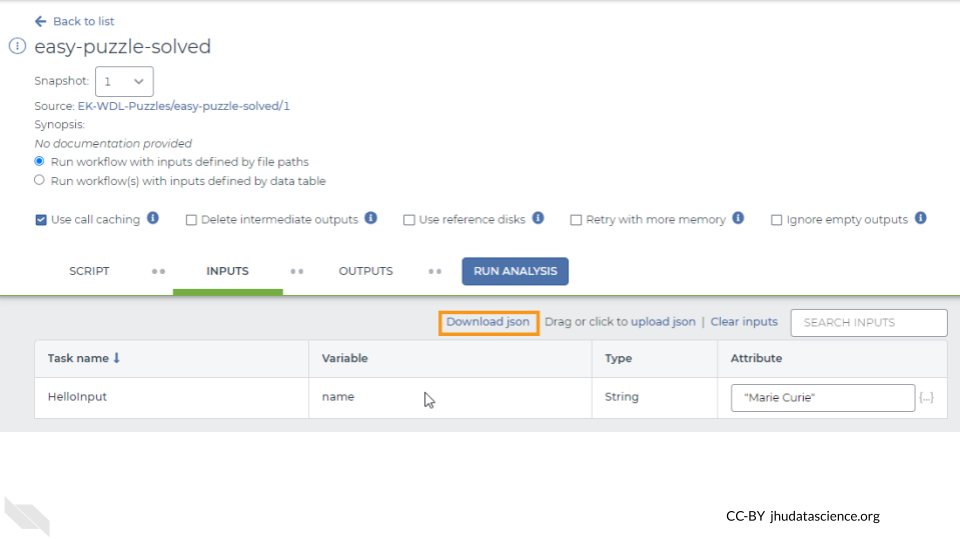 Back to list
easy-puzzle-solved
Snapshot: 1
Source: EK-WDL-Puzzles/easy-puzzle-solved/1
Synopsis:
No documentation provided
Run workflow with inputs defined by file paths
Run workflow(s) with inputs defined by data table
Use call caching Delete intermediate outputs Use reference disks Retry with more memory Ignore empty outputs
SCRIPT INPUTS OUTPUTS RUN ANALYSIS
Download json Drag or click to upload json | Clear inputs SEARCH INPUTS
Task name ↓ Variable Type Attribute
HelloInput name String "Marie Curie" {...}
CC-BY jhudatascience.org